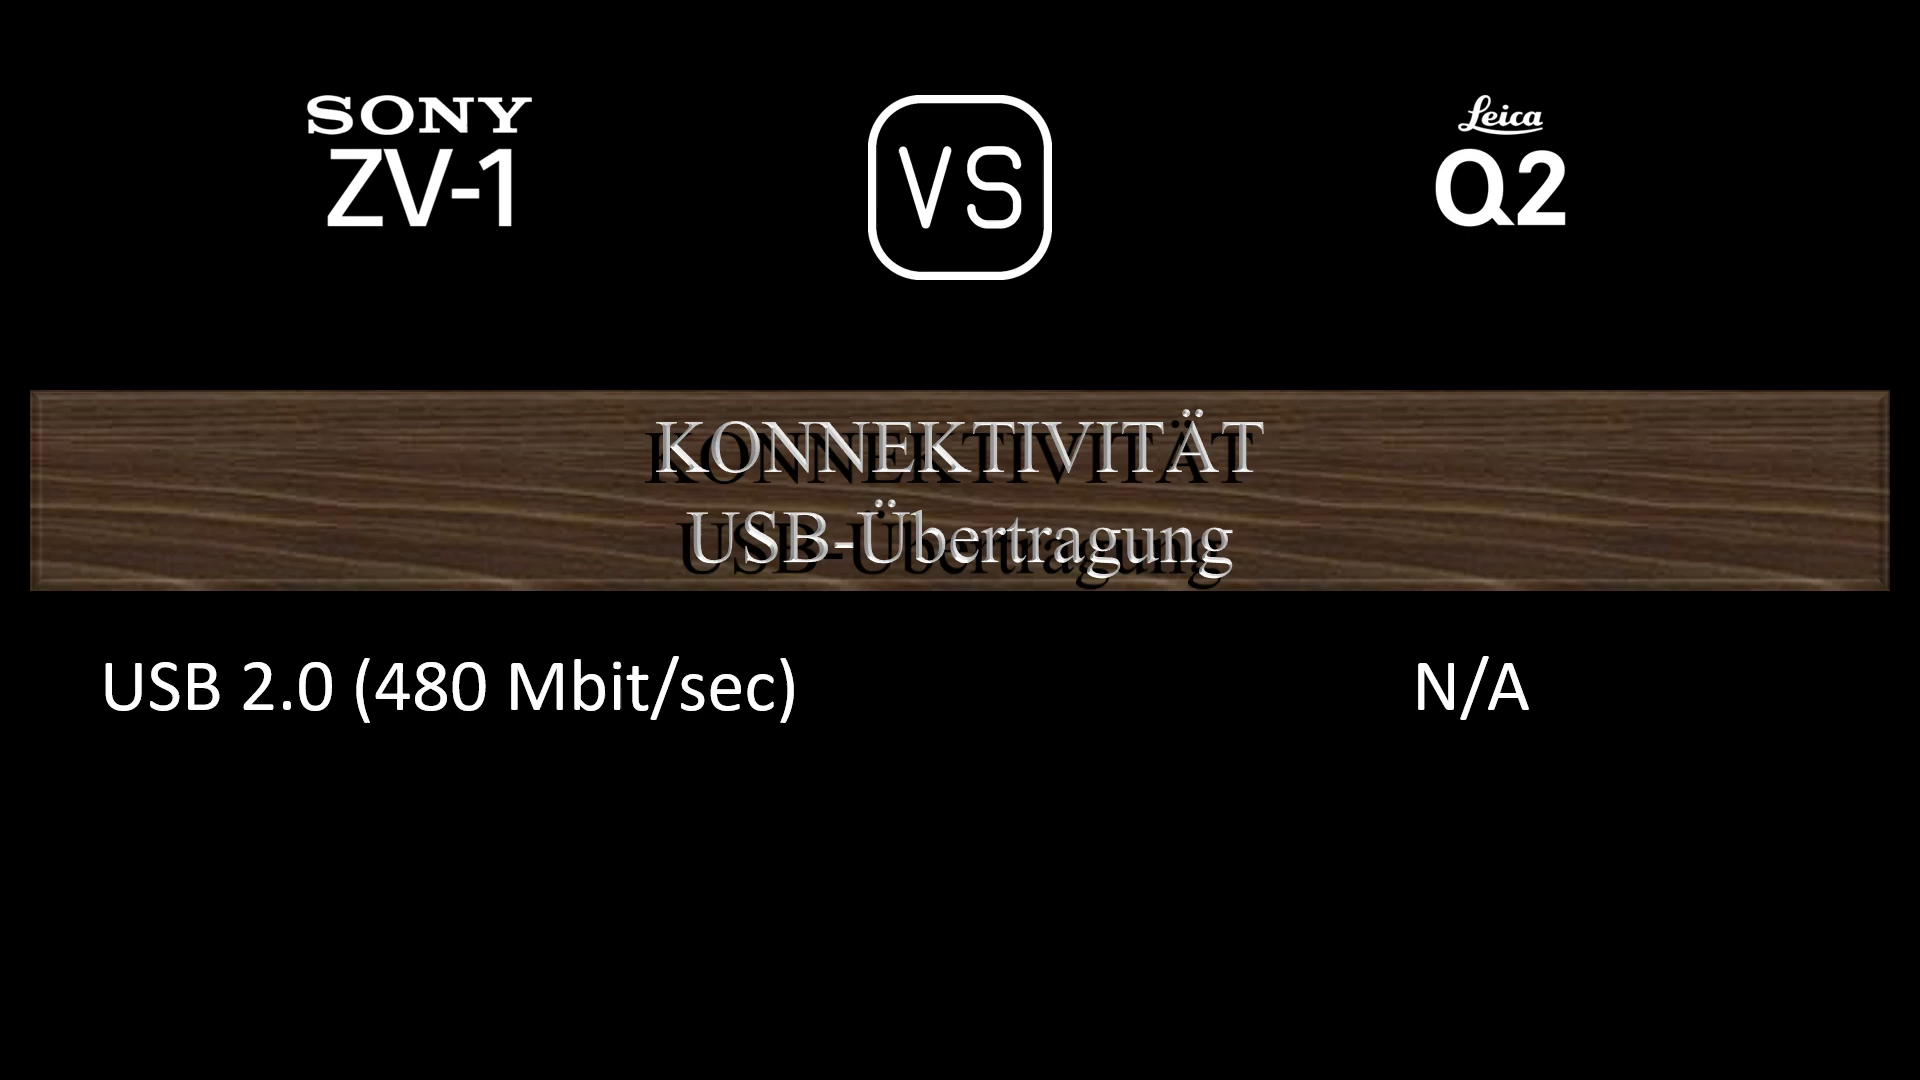 SONY
ZV-1
VS
Leica
Q2
KONNEKTIVITÄT
USB-Übertragung
USB 2.0 (480 Mbit/sec)
N/A